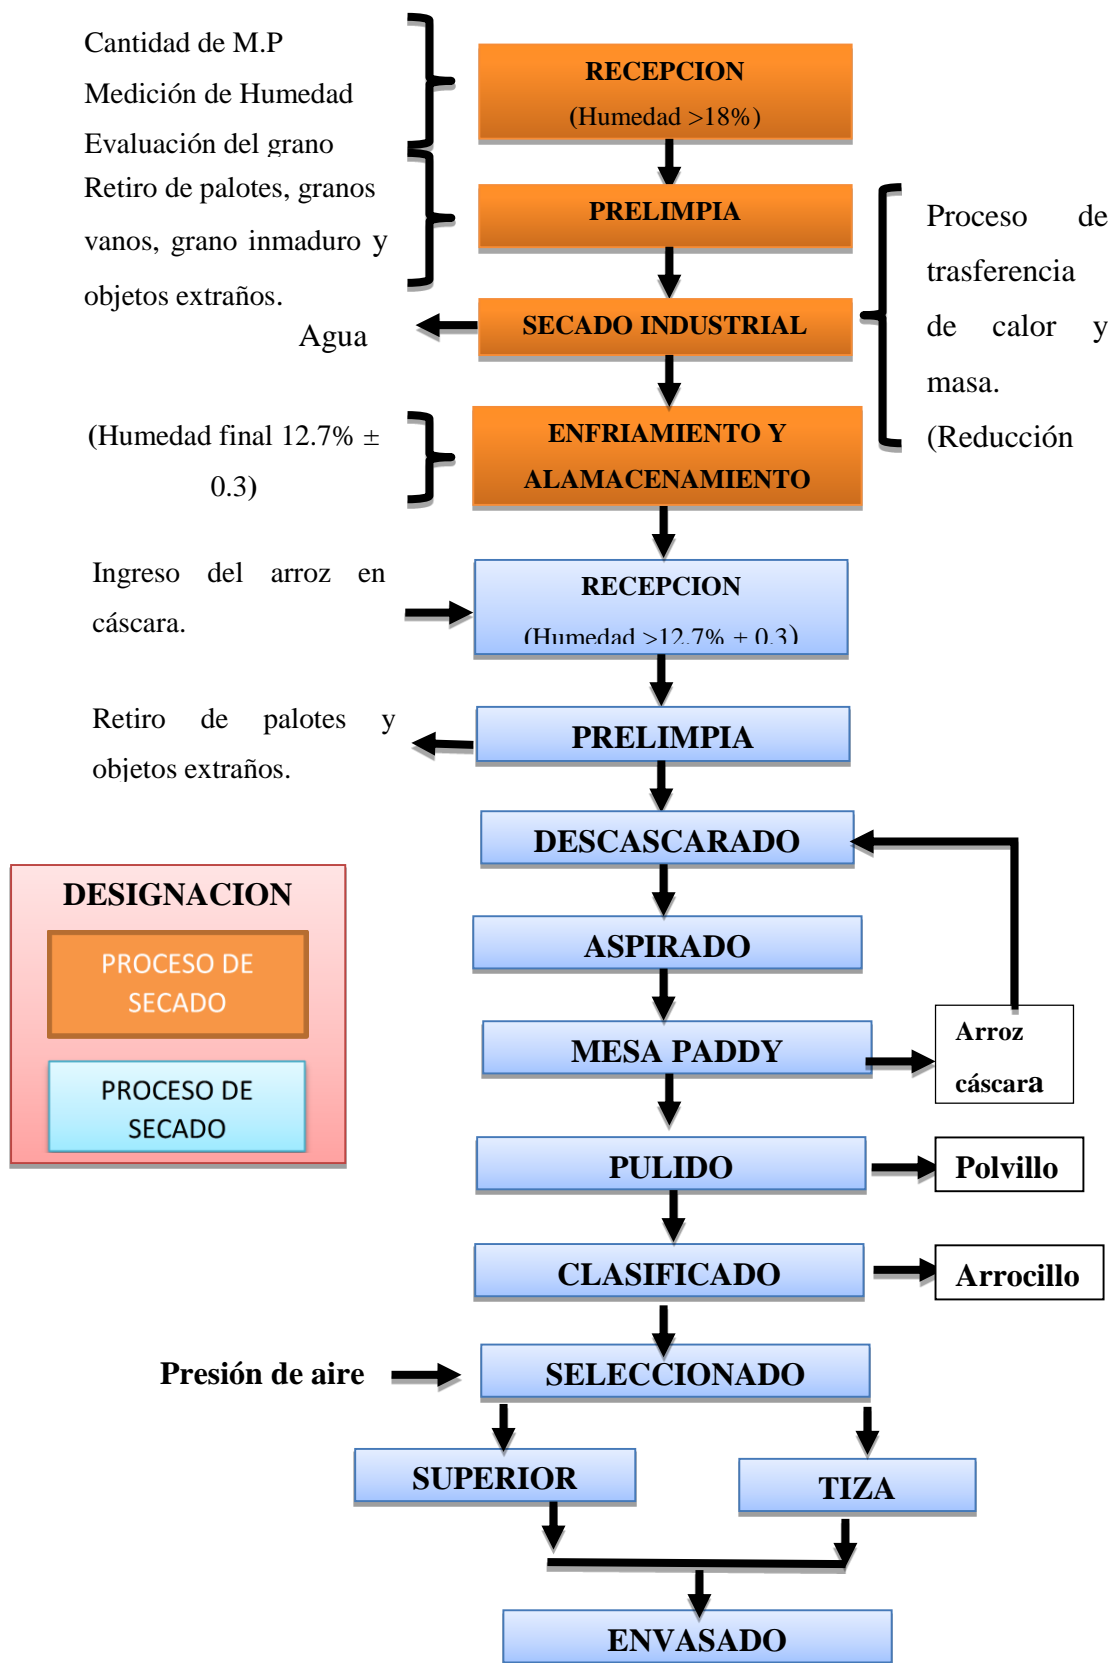 Cantidad de M.P
Medición de Humedad
Evaluación del grano
RECEPCION
(Humedad >18%)
Retiro de palotes, granos
vanos, grano inmaduro y
objetos extraños.
PRELIMPIA
Proceso de
trasferencia
de calor y
masa.
(Reducción
Agua
SECADO INDUSTRIAL
(Humedad final 12.7% ±
0.3)
ENFRIAMIENTO Y
ALAMACENAMIENTO
Ingreso del arroz en
cáscara.
RECEPCION
(Humedad >12.7% ± 0.3)
Retiro de palotes y
objetos extraños.
PRELIMPIA
DESCASCARADO
DESIGNACION
PROCESO DE
SECADO
PROCESO DE
SECADO
ASPIRADO
MESA PADDY
Arroz
cáscara
PULIDO
Polvillo
CLASIFICADO
Arrocillo
Presión de aire
SELECCIONADO
SUPERIOR
TIZA
ENVASADO